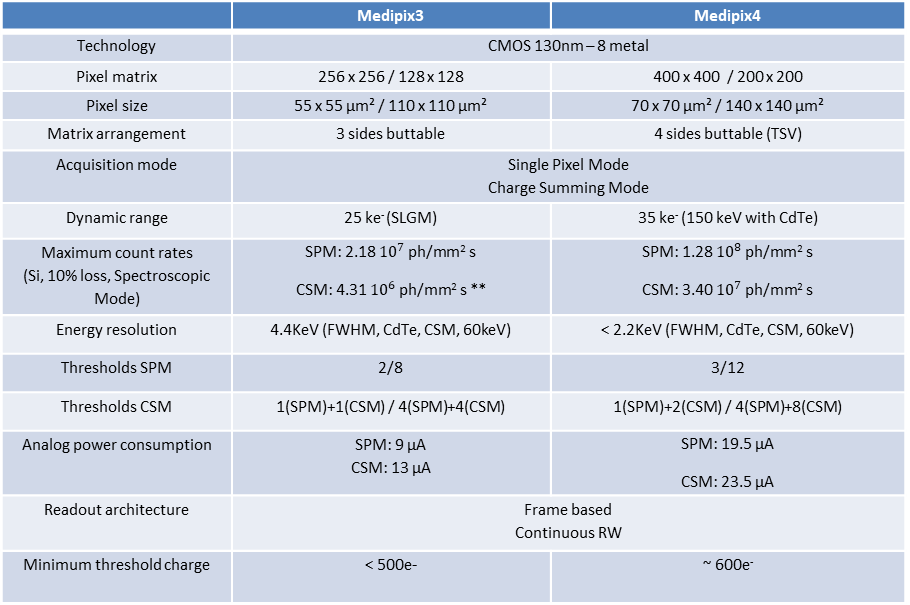 Medipix3 Medipix4
Technology CMOS 130nm – 8 metal
Pixel matrix 256 x 256 / 128 x 128 400 x 400 / 200 x 200
Pixel size 55 x 55 µm² / 110 x 110 µm² 70 x 70 µm² / 140 x 140 µm²
Matrix arrangement 3 sides buttable 4 sides buttable (TSV)
Acquisition mode Single Pixel Mode
Charge Summing Mode
Dynamic range 25 ke⁻ (SLGM) 35 ke⁻ (150 keV with CdTe)
Maximum count rates SPM: 2.18 10⁷ ph/mm² s SPM: 1.28 10⁸ ph/mm² s
(Si, 10% loss, Spectroscopic
Mode) CSM: 4.31 10⁶ ph/mm² s ** CSM: 3.40 10⁷ ph/mm² s
Energy resolution 4.4KeV (FWHM, CdTe, CSM, 60keV) < 2.2KeV (FWHM, CdTe, CSM, 60keV)
Thresholds SPM 2/8 3/12
Thresholds CSM 1(SPM)+1(CSM) / 4(SPM)+4(CSM) 1(SPM)+2(CSM) / 4(SPM)+8(CSM)
Analog power consumption SPM: 9 µA SPM: 19.5 µA
CSM: 13 µA CSM: 23.5 µA
Readout architecture Frame based
Continuous RW
Minimum threshold charge < 500e- ~ 600e⁻